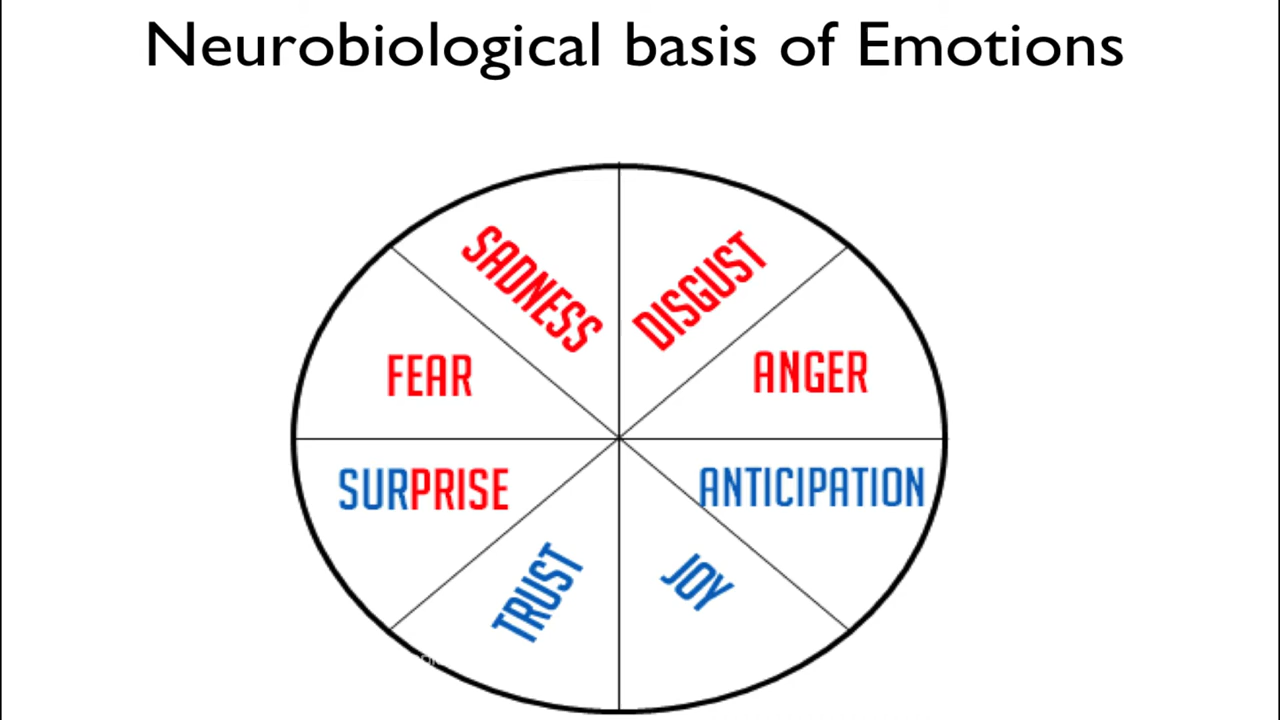 Neurobiological basis of Emotions
SADNESS
DISGUST
FEAR
ANGER
SURPRISE
ANTICIPATION
TRUST
JOY